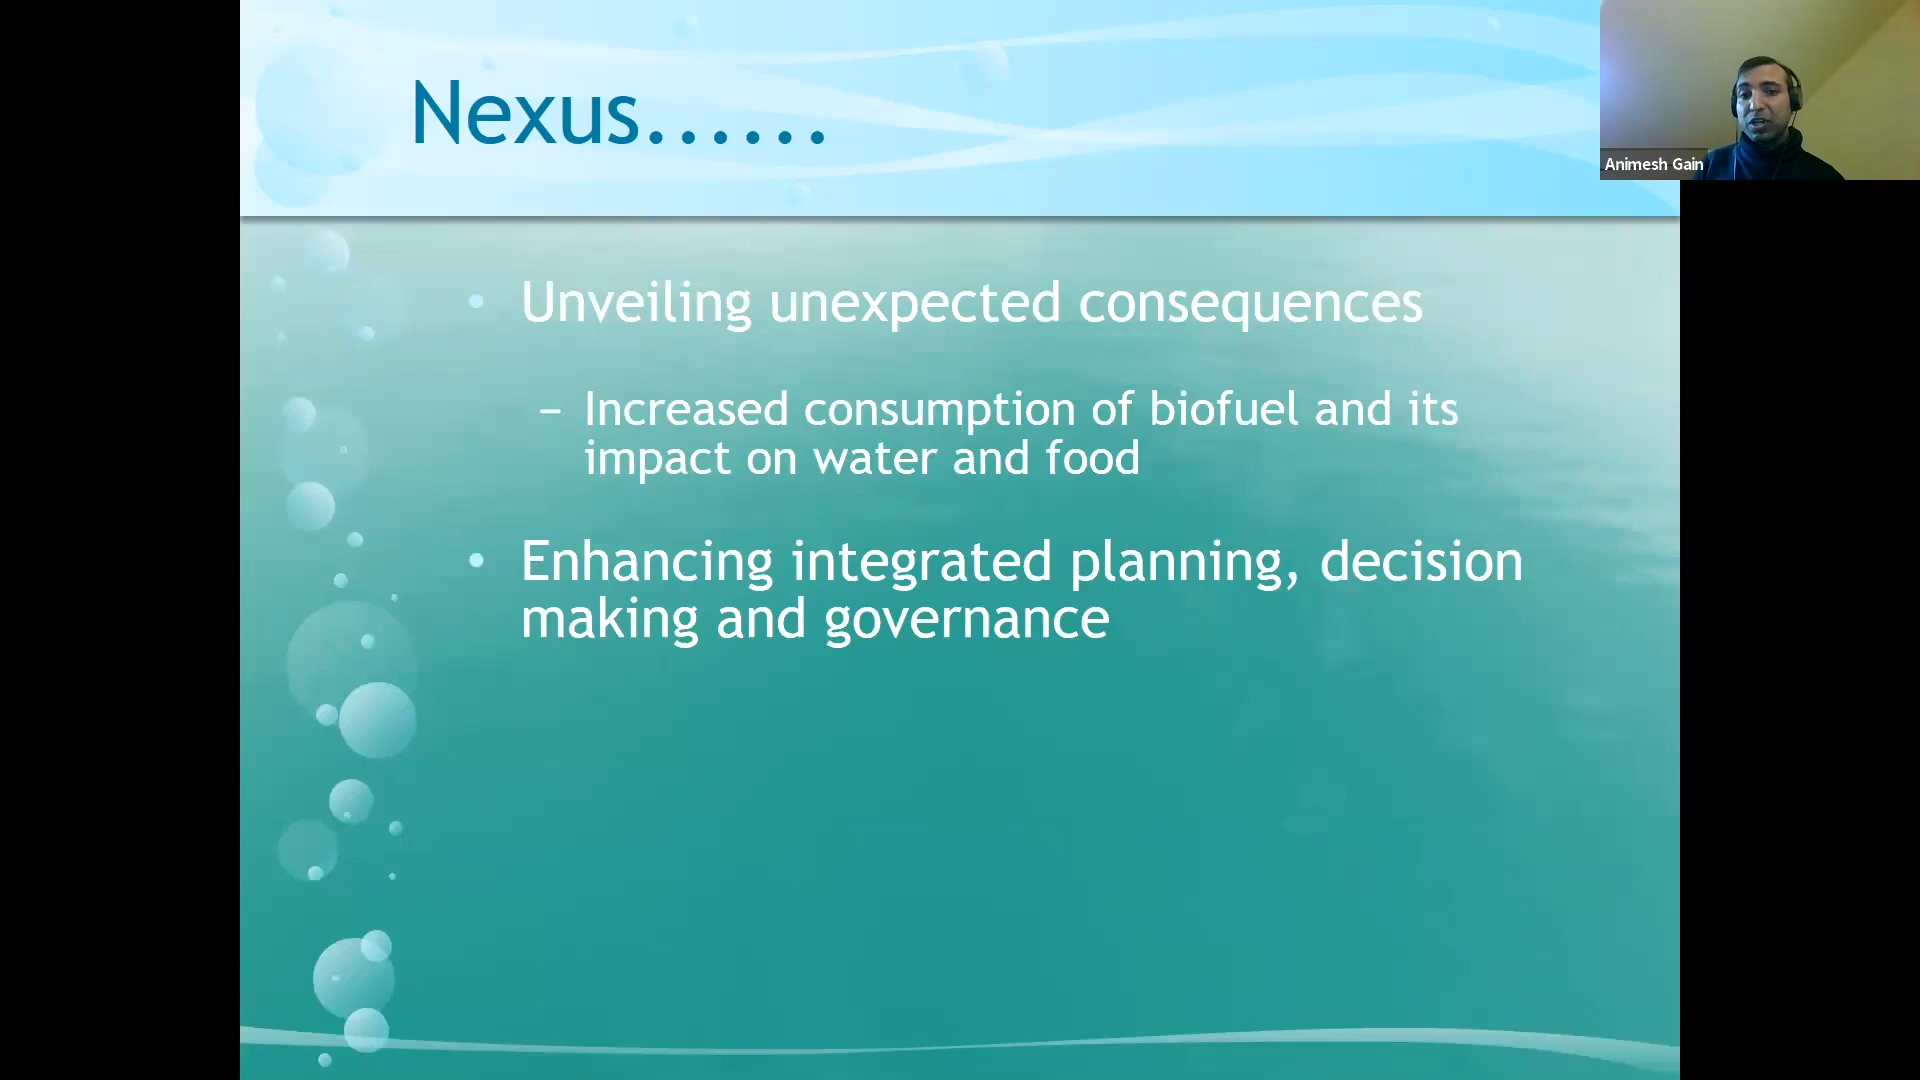 Nexus......
Animesh Gain
• Unveiling unexpected consequences
– Increased consumption of biofuel and its
impact on water and food
• Enhancing integrated planning, decision
making and governance